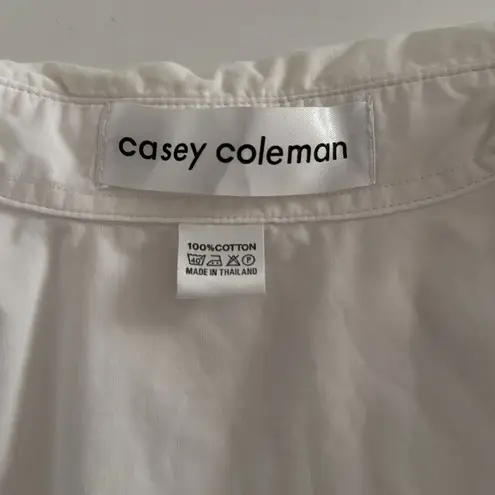 casey coleman
100%COTTON
40 P
MADE IN THAILAND